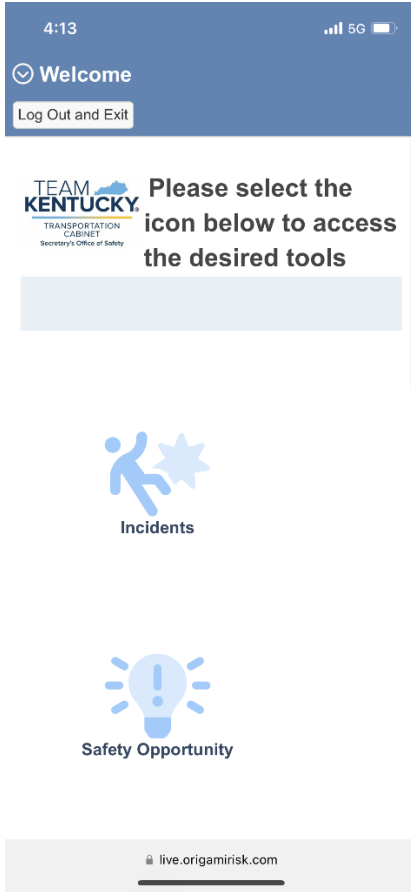 4:13
5G
Welcome
Log Out and Exit
TEAM
KENTUCKY.
TRANSPORTATION
CABINET
Secretary's Office of Safety
Please select the
icon below to access
the desired tools
Incidents
Safety Opportunity
live.origamirisk.com